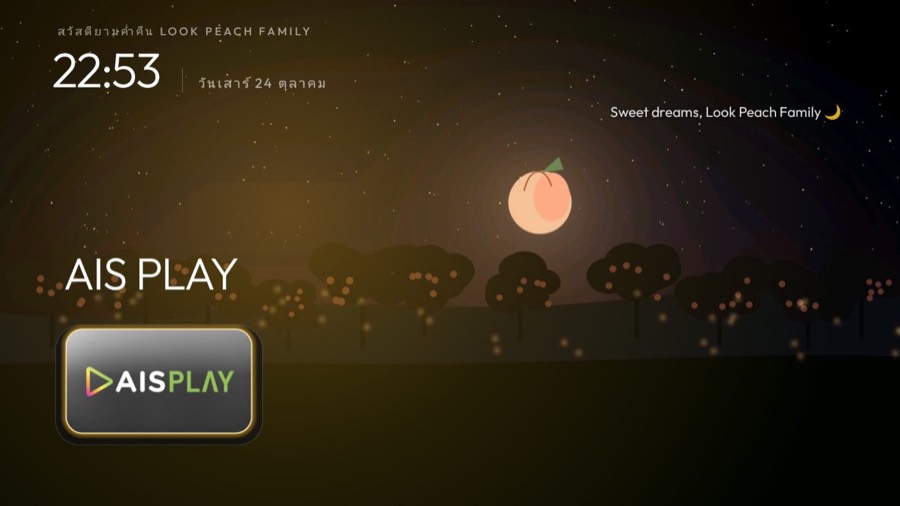 สวัสดียามค่ำคืน LOOK PEACH FAMILY
22:53
วันเสาร์ 24 ตุลาคม
Sweet dreams, Look Peach Family 🌙
AIS PLAY
AISPLAY